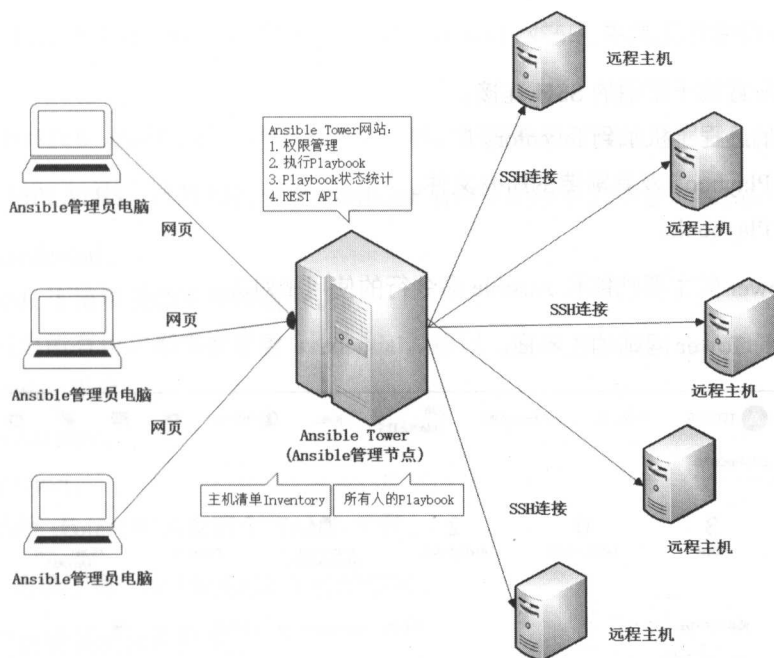 远程主机
Ansible Tower网站:
1. 权限管理
2. 执行Playbook
3. Playbook状态统计
4. REST API
SSH连接
Ansible管理员电脑
网页
远程主机
网页
SSH连接
Ansible管理员电脑
远程主机
网页
Ansible Tower
(Ansible管理节点)
主机清单Inventory
所有人的Playbook
SSH连接
远程主机
Ansible管理员电脑
远程主机